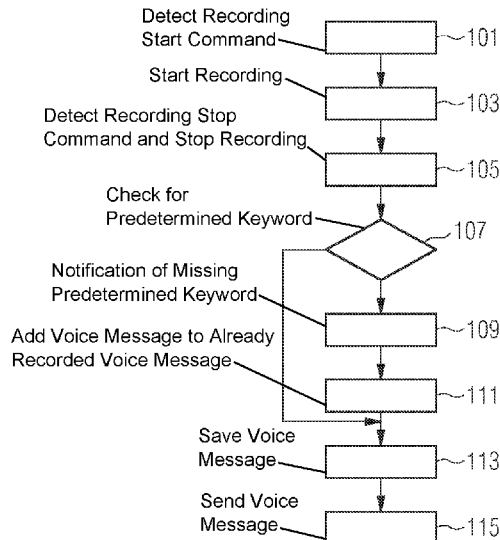 Detect Recording
Start Command
101
Start Recording
103
Detect Recording Stop
Command and Stop Recording
105
Check for
Predetermined Keyword
107
Notification of Missing
Predetermined Keyword
109
Add Voice Message to Already
Recorded Voice Message
111
Save Voice
Message
113
Send Voice
Message
115